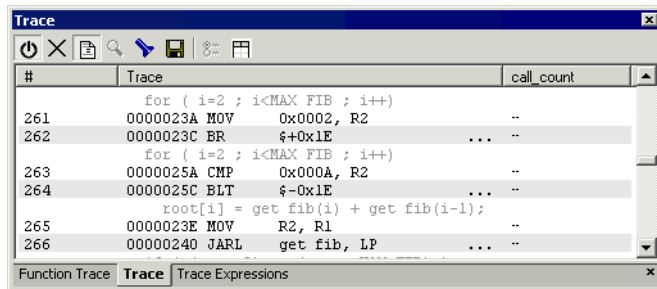 Trace
# Trace call_count
for ( i=2 ; i<MAX FIB ; i++)
261 0000023A MOV 0x0002, R2 --
262 0000023C BR $+0x1E ... --
for ( i=2 ; i<MAX FIB ; i++)
263 0000025A CMP 0x000A, R2 --
264 0000025C BLT $-0x1E ... --
root[i] = get fib(i) + get fib(i-1);
265 0000023E MOV R2, R1 --
266 00000240 JARL get fib, LP ... --
Function Trace Trace Trace Expressions